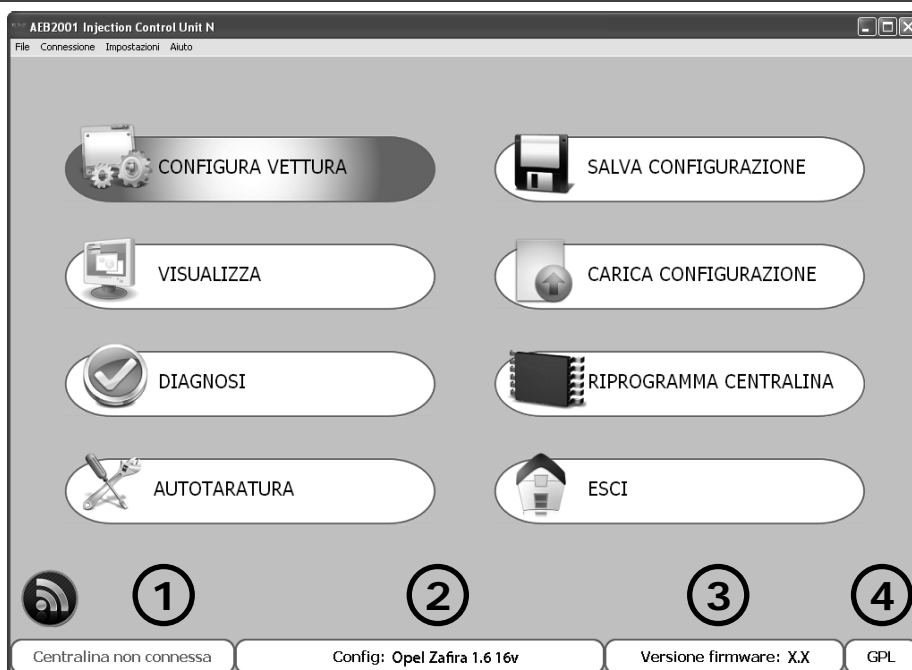 AEB2001 Injection Control Unit N
File Connessione Impostazioni Aiuto
CONFIGURA VETTURA
SALVA CONFIGURAZIONE
VISUALIZZA
CARICA CONFIGURAZIONE
DIAGNOSI
RIPROGRAMMA CENTRALINA
AUTOTARATURA
ESCI
1 2 3 4
Centralina non connessa Config: Opel Zafira 1.6 16v Versione firmware: X.X GPL